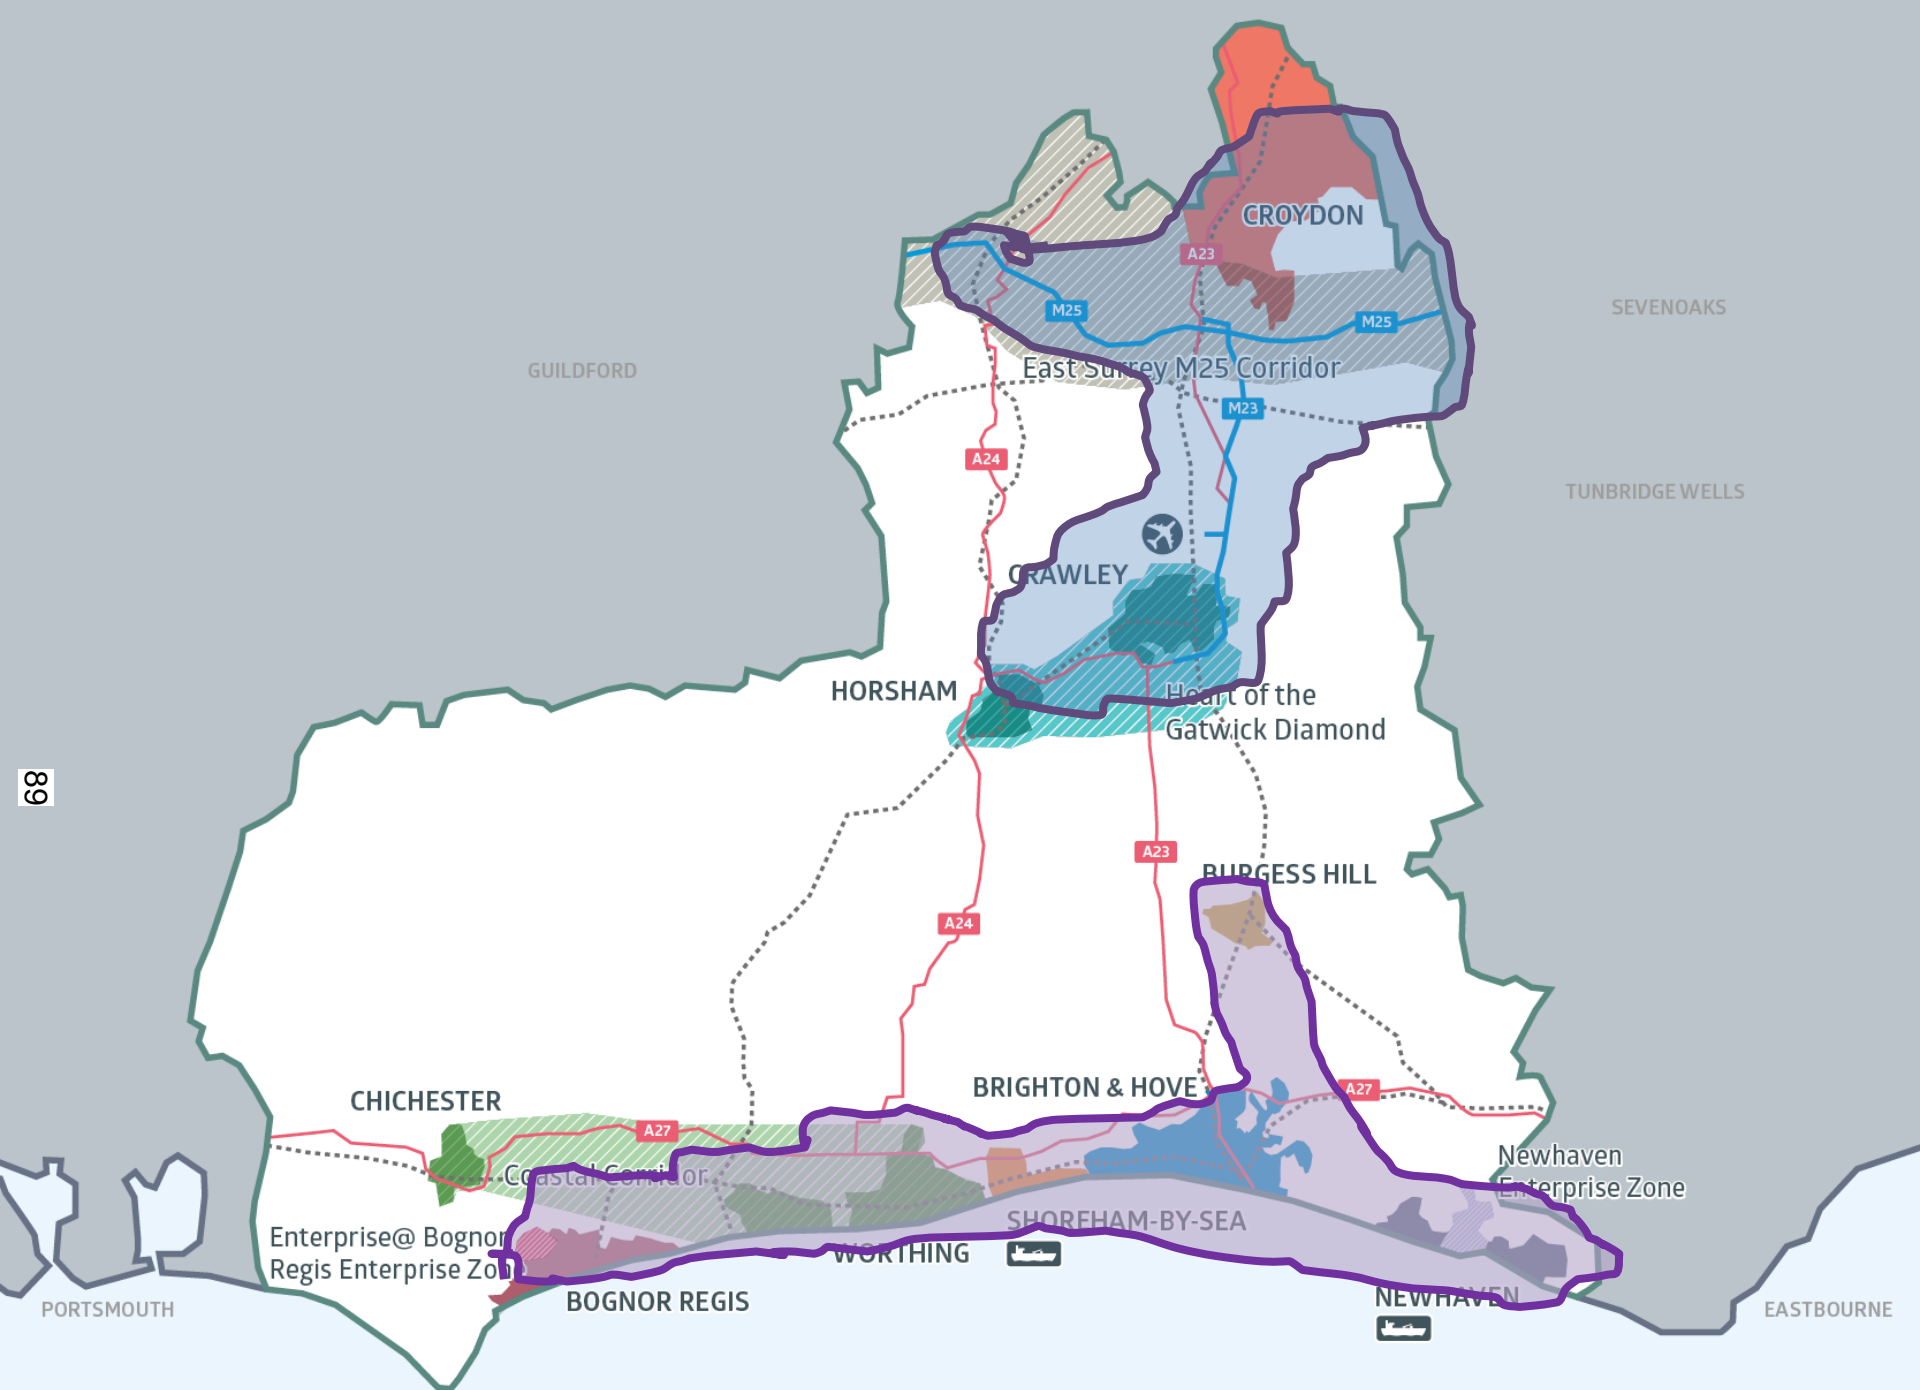 CROYDON
A23
SEVENOAKS
M25
M25
GUILDFORD
East Surrey M25 Corridor
M23
A24
TUNBRIDGE WELLS
CRAWLEY
HORSHAM
Heart of the
Gatwick Diamond
89
A23
BURGESS HILL
A24
BRIGHTON & HOVE
A27
CHICHESTER
A27
Coastal Corridor
Newhaven
Enterprise Zone
SHOREHAM-BY-SEA
Enterprise@ Bognor
Regis Enterprise Zone
WORTHING
BOGNOR REGIS
NEWHAVEN
PORTSMOUTH
EASTBOURNE